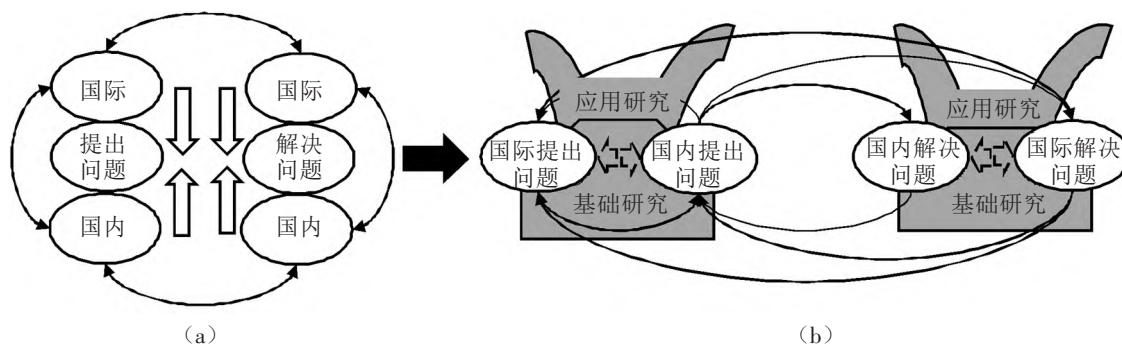 国际
国际
提出
问题
解决
问题
国内
国内
(a)
应用研究
国际提出
问题
国内提出
问题
基础研究
应用研究
国内解决
问题
国际解决
问题
基础研究
(b)